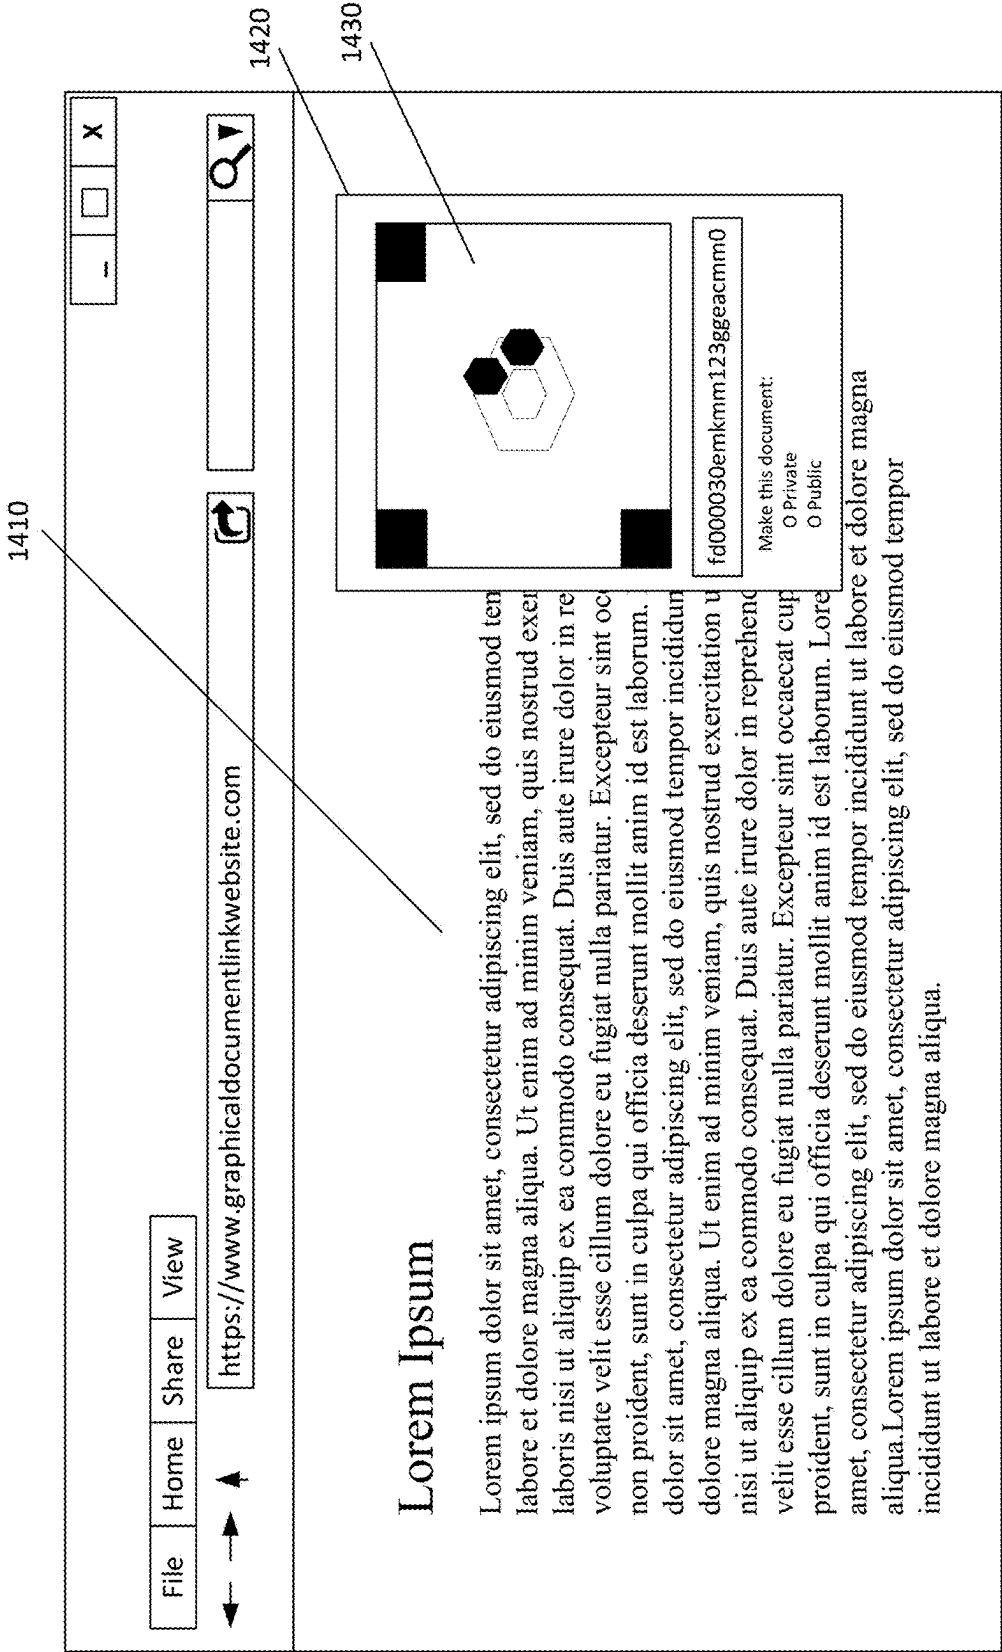 1410
1420
1430
_ □ X
File Home Share View
https://www.graphicaldocumentlinkwebsite.com
Lorem Ipsum
Lorem ipsum dolor sit amet, consectetur adipiscing elit, sed do eiusmod ten
labore et dolore magna aliqua. Ut enim ad minim veniam, quis nostrud exer
laboris nisi ut aliquip ex ea commodo consequat. Duis aute irure dolor in re
voluptate velit esse cillum dolore eu fugiat nulla pariatur. Excepteur sint occ
non proident, sunt in culpa qui officia deserunt mollit anim id est laborum.
dolor sit amet, consectetur adipiscing elit, sed do eiusmod tempor incididun
dolore magna aliqua. Ut enim ad minim veniam, quis nostrud exercitation u
nisi ut aliquip ex ea commodo consequat. Duis aute irure dolor in reprehend
velit esse cillum dolore eu fugiat nulla pariatur. Excepteur sint occaecat cup
proident, sunt in culpa qui officia deserunt mollit anim id est laborum. Lore
amet, consectetur adipiscing elit, sed do eiusmod tempor incididunt ut labore et dolore magna
aliqua.Lorem ipsum dolor sit amet, consectetur adipiscing elit, sed do eiusmod tempor
incididunt ut labore et dolore magna aliqua.
fd000030emkmm123ggeacmm0
Make this document:
O Private
O Public